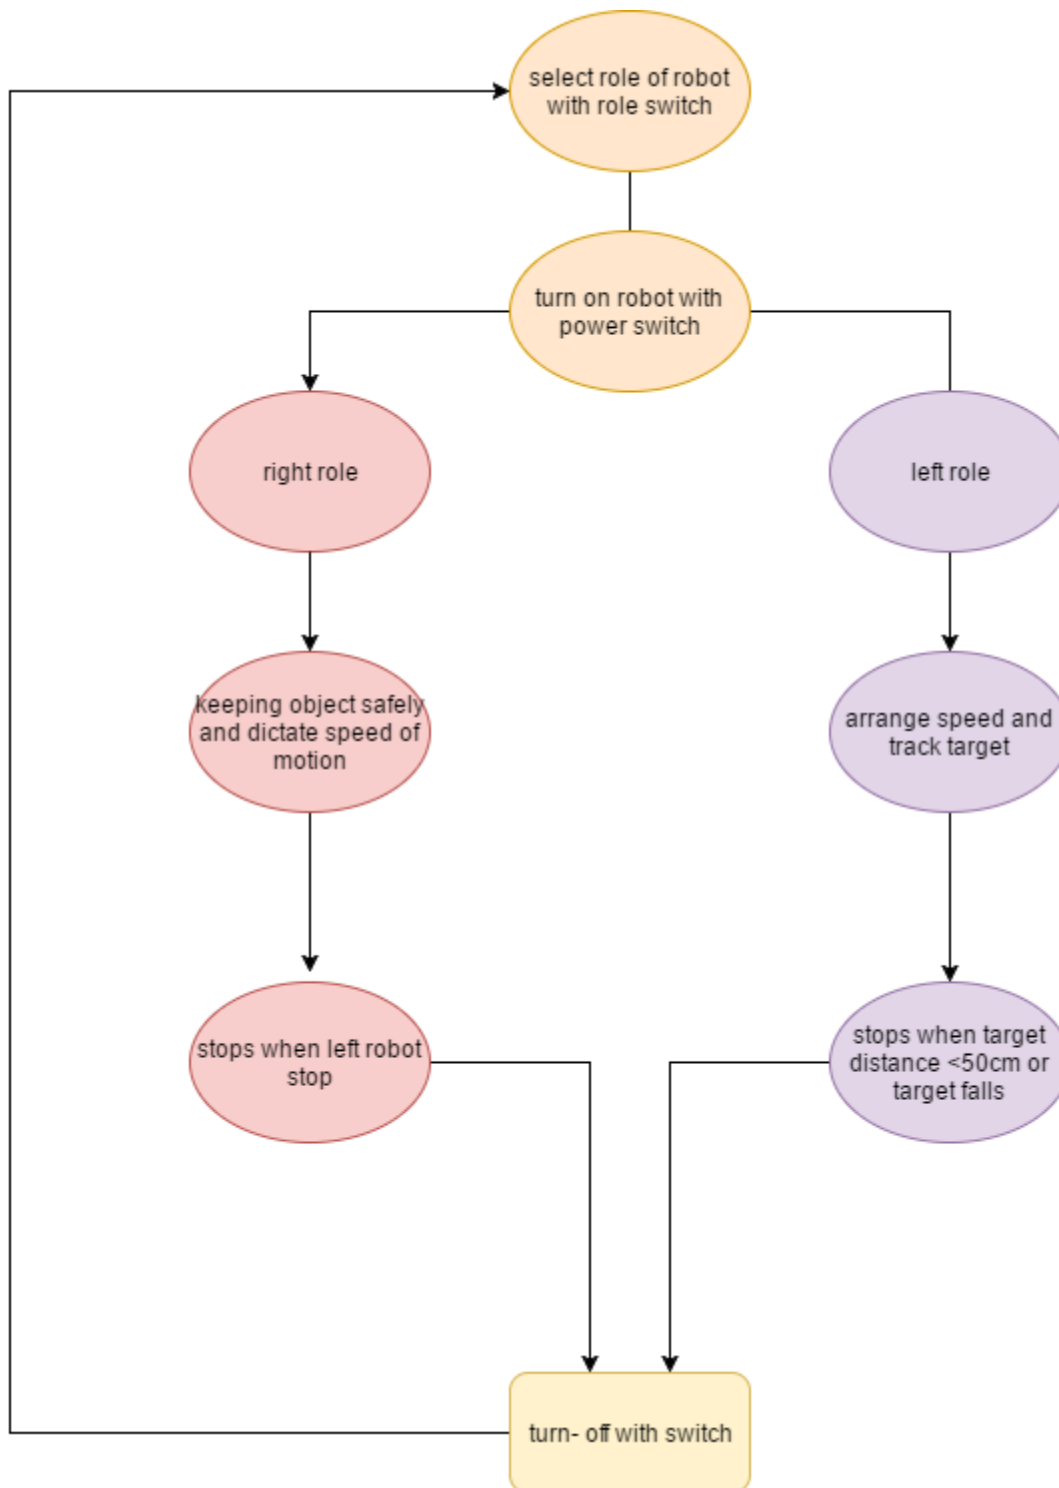 select role of robot
with role switch
turn on robot with
power switch
right role
left role
keeping object safely
and dictate speed of
motion
arrange speed and
track target
stops when left robot
stop
stops when target
distance <50cm or
target falls
turn- off with switch